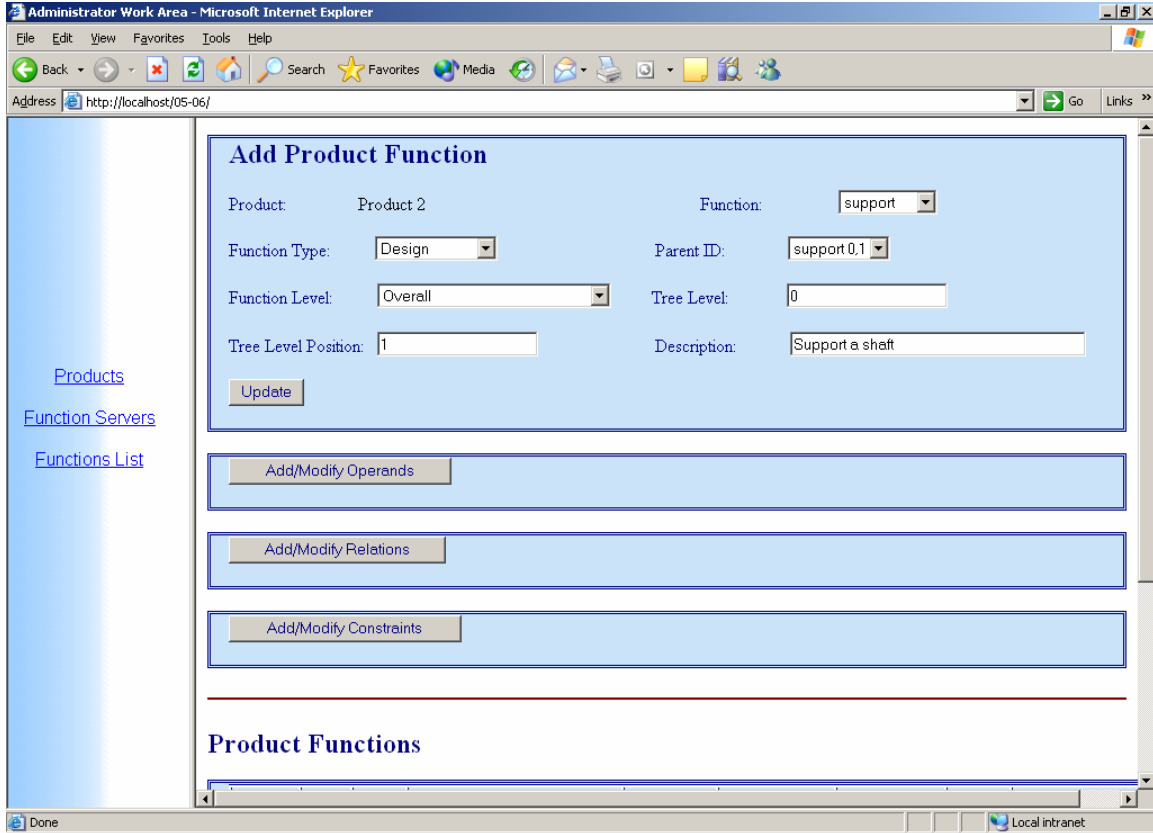 Administrator Work Area - Microsoft Internet Explorer
File Edit View Favorites Tools Help
Back Search Favorites Media
Address http://localhost/05-06/ Go Links »
Add Product Function
Product: Product 2 Function: support
Function Type: Design Parent ID: support 0,1
Function Level: Overall Tree Level: 0
Tree Level Position: 1 Description: Support a shaft
Update
Products
Function Servers
Functions List
Add/Modify Operands
Add/Modify Relations
Add/Modify Constraints
Product Functions
Done Local intranet